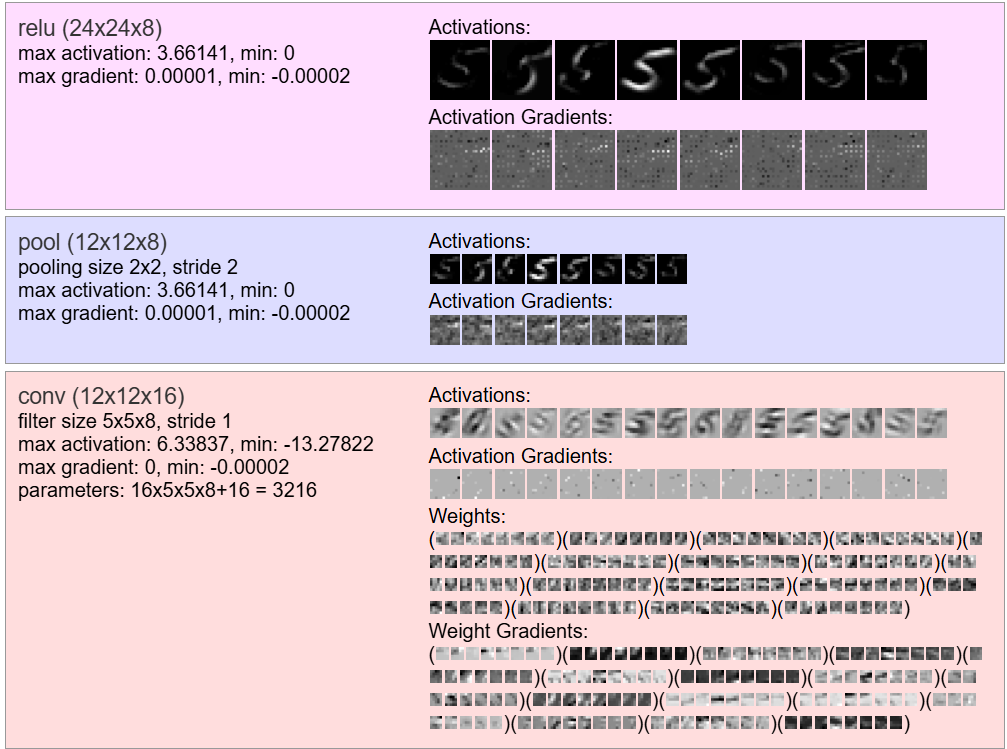 relu (24x24x8)
max activation: 3.66141, min: 0
max gradient: 0.00001, min: -0.00002
Activations:
Activation Gradients:
pool (12x12x8)
pooling size 2x2, stride 2
max activation: 3.66141, min: 0
max gradient: 0.00001, min: -0.00002
Activations:
Activation Gradients:
conv (12x12x16)
filter size 5x5x8, stride 1
max activation: 6.33837, min: -13.27822
max gradient: 0, min: -0.00002
parameters: 16x5x5x8+16 = 3216
Activations:
Activation Gradients:
Weights:
Weight Gradients: